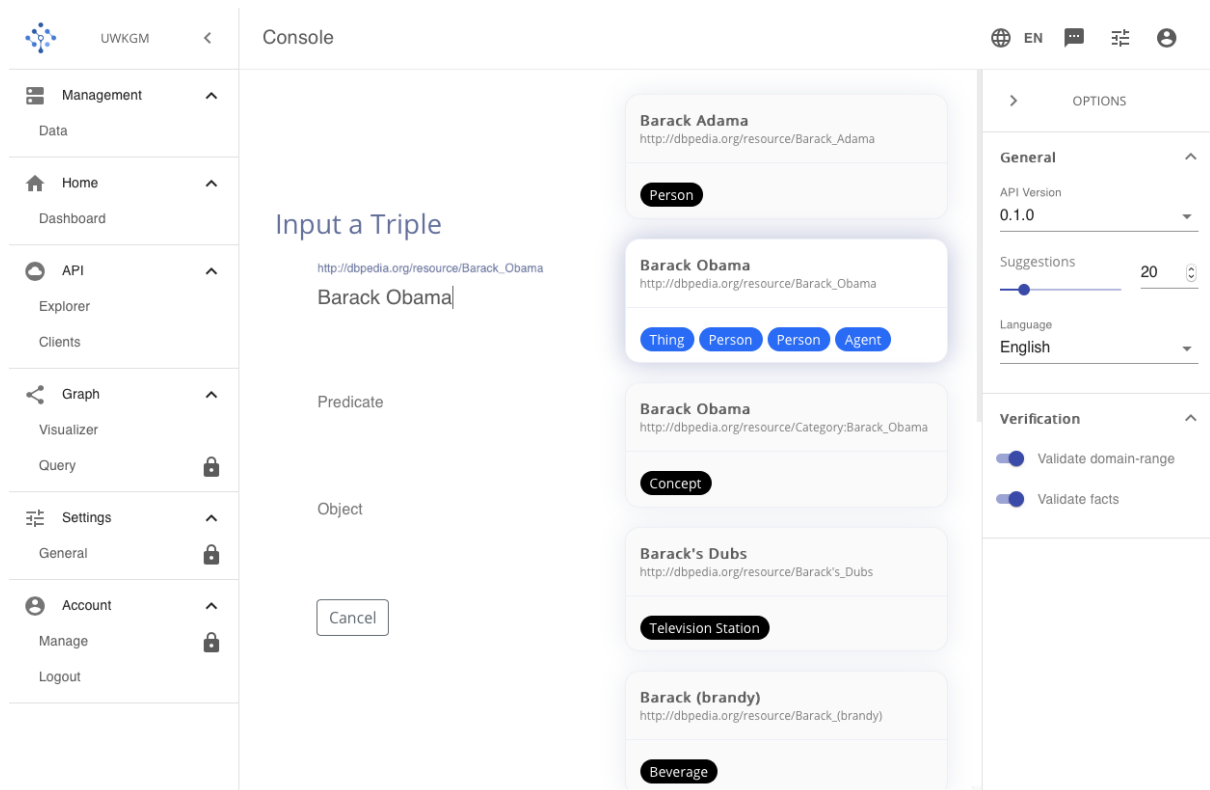 UWKGM
Console
EN
Management
Data
Home
Dashboard
API
Explorer
Clients
Graph
Visualizer
Query
Settings
General
Account
Manage
Logout
Input a Triple
http://dbpedia.org/resource/Barack_Obama
Barack Obama
Predicate
Object
Cancel
Barack Adama
http://dbpedia.org/resource/Barack_Adama
Person
Barack Obama
http://dbpedia.org/resource/Barack_Obama
Thing Person Person Agent
Barack Obama
http://dbpedia.org/resource/Category:Barack_Obama
Concept
Barack's Dubs
http://dbpedia.org/resource/Barack's_Dubs
Television Station
Barack (brandy)
http://dbpedia.org/resource/Barack_(brandy)
Beverage
OPTIONS
General
API Version
0.1.0
Suggestions
20
Language
English
Verification
Validate domain-range
Validate facts